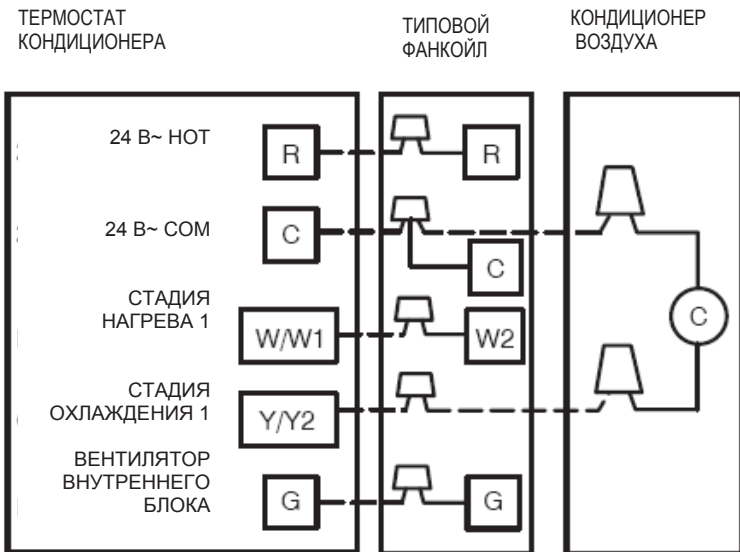 ТЕРМОСТАТ
КОНДИЦИОНЕРА
ТИПОВОЙ
ФАНКОЙЛ
КОНДИЦИОНЕР
ВОЗДУХА
24 В~ HOT
R
R
24 В~ COM
C
C
C
СТАДИЯ
НАГРЕВА 1
W/W1
W2
СТАДИЯ
ОХЛАЖДЕНИЯ 1
Y/Y2
ВЕНТИЛЯТОР
ВНУТРЕННЕГО
БЛОКА
G
G